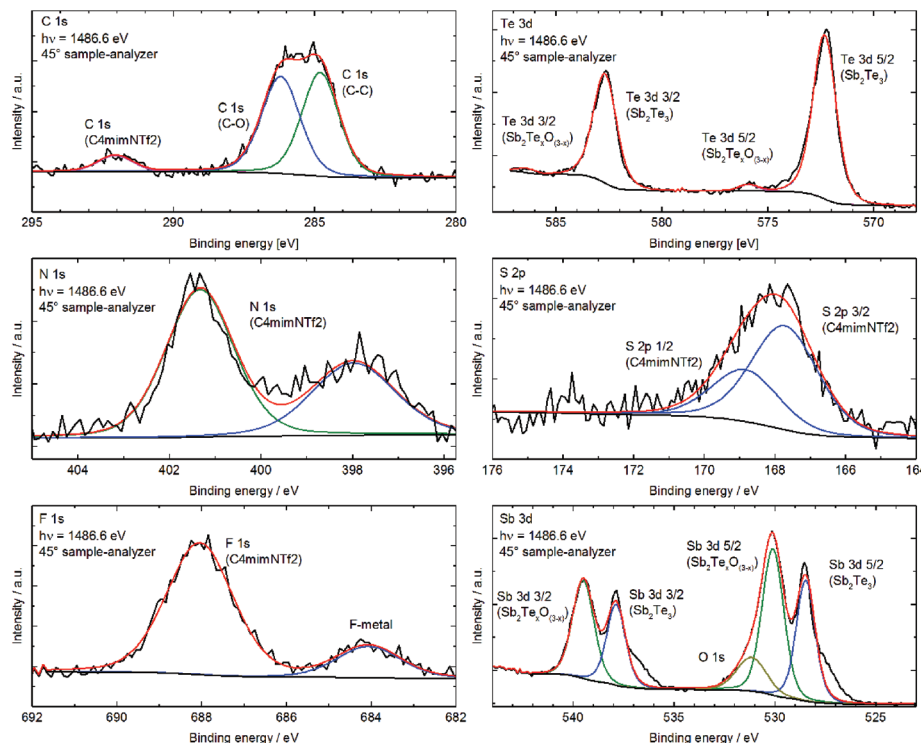 C 1s
hν = 1486.6 eV
45° sample-analyzer
C 1s
(C4mimNTf2)
C 1s
(C-O)
C 1s
(C-C)
Intensity / a.u.
295 290 285 280
Binding energy [eV]
Te 3d
hν = 1486.6 eV
45° sample-analyzer
Te 3d 3/2
(Sb₂TeₓO₍₃₋ₓ₎)
Te 3d 3/2
(Sb₂Te₃)
Te 3d 5/2
(Sb₂TeₓO₍₃₋ₓ₎)
Te 3d 5/2
(Sb₂Te₃)
Intensity / a.u.
585 580 575 570
Binding energy [eV]
N 1s
hν = 1486.6 eV
45° sample-analyzer
N 1s
(C4mimNTf2)
Intensity / a.u.
404 402 400 398 396
Binding energy / eV
S 2p
hν = 1486.6 eV
45° sample-analyzer
S 2p 1/2
(C4mimNTf2)
S 2p 3/2
(C4mimNTf2)
Intensity / a.u.
176 174 172 170 168 166 164
Binding energy / eV
F 1s
hν = 1486.6 eV
45° sample-analyzer
F 1s
(C4mimNTf2)
F-metal
Intensity / a.u.
692 690 688 686 684 682
Binding energy / eV
Sb 3d
hν = 1486.6 eV
45° sample-analyzer
Sb 3d 3/2
(Sb₂TeₓO₍₃₋ₓ₎)
Sb 3d 3/2
(Sb₂Te₃)
Sb 3d 5/2
(Sb₂TeₓO₍₃₋ₓ₎)
O 1s
Sb 3d 5/2
(Sb₂Te₃)
Intensity / a.u.
540 535 530 525
Binding energy / eV